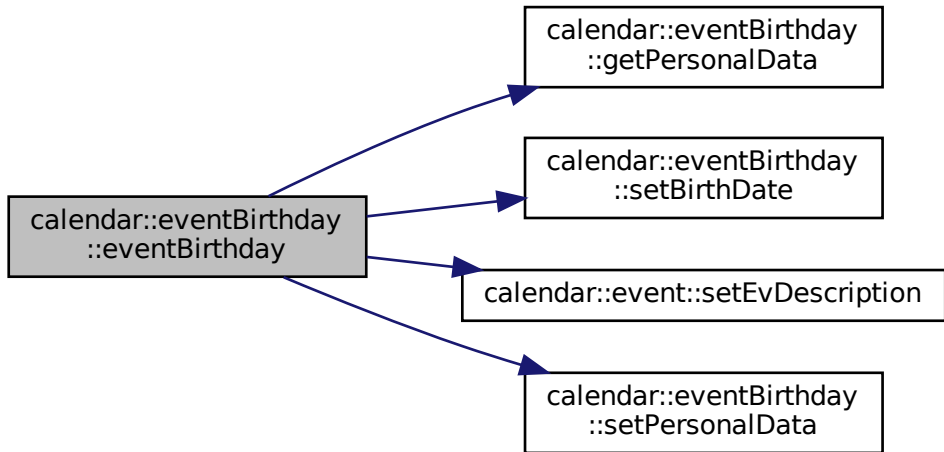 calendar::eventBirthday
::getPersonalData
calendar::eventBirthday
::setBirthDate
calendar::eventBirthday
::eventBirthday
calendar::event::setEvDescription
calendar::eventBirthday
::setPersonalData